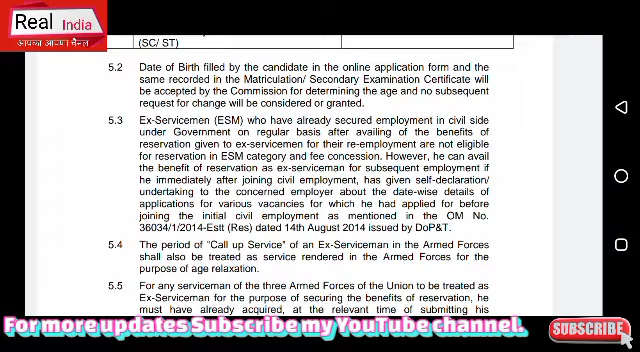 Real India
आपका आपणा चैनल
(SC/ ST)
5.2 Date of Birth filled by the candidate in the online application form and the
same recorded in the Matriculation/ Secondary Examination Certificate will
be accepted by the Commission for determining the age and no subsequent
request for change will be considered or granted.
5.3 Ex-Servicemen (ESM) who have already secured employment in civil side
under Government on regular basis after availing of the benefits of
reservation given to ex-servicemen for their re-employment are not eligible
for reservation in ESM category and fee concession. However, he can avail
the benefit of reservation as ex-serviceman for subsequent employment if
he immediately after joining civil employment, has given self-declaration/
undertaking to the concerned employer about the date-wise details of
applications for various vacancies for which he had applied for before
joining the initial civil employment as mentioned in the OM No.
36034/1/2014-Estt (Res) dated 14th August 2014 issued by DoP&T.
5.4 The period of "Call up Service" of an Ex-Serviceman in the Armed Forces
shall also be treated as service rendered in the Armed Forces for the
purpose of age relaxation.
5.5 For any serviceman of the three Armed Forces of the Union to be treated as
Ex-Serviceman for the purpose of securing the benefits of reservation, he
must have already acquired, at the relevant time of submitting his
For more updates Subscribe my YouTube channel.
SUBSCRIBE